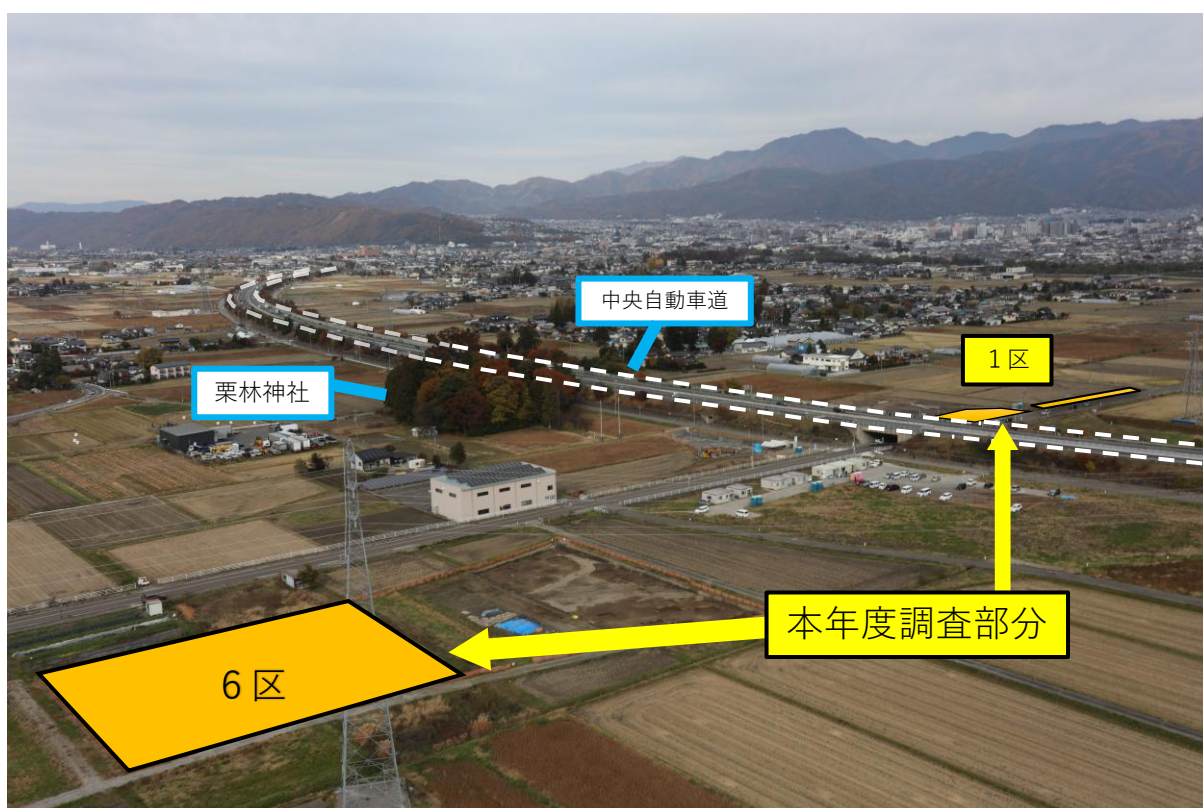 中央自動車道
1区
栗林神社
本年度調査部分
6区